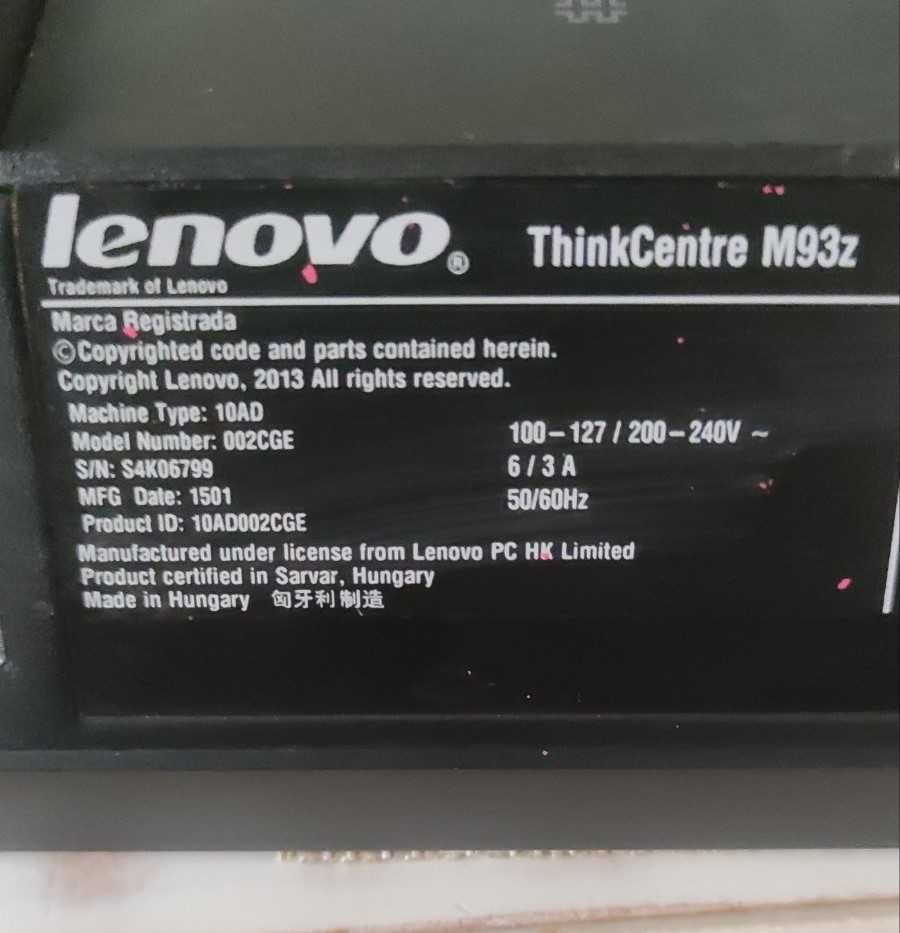 lenovo®
ThinkCentre M93z
Trademark of Lenovo
Marca Registrada
©Copyrighted code and parts contained herein.
Copyright Lenovo, 2013 All rights reserved.
Machine Type: 10AD
Model Number: 002CGE
S/N: S4K06799
MFG Date: 1501
Product ID: 10AD002CGE
100-127 / 200-240V ~
6 / 3 A
50/60Hz
Manufactured under license from Lenovo PC HK Limited
Product certified in Sarvar, Hungary
Made in Hungary 匈牙利制造